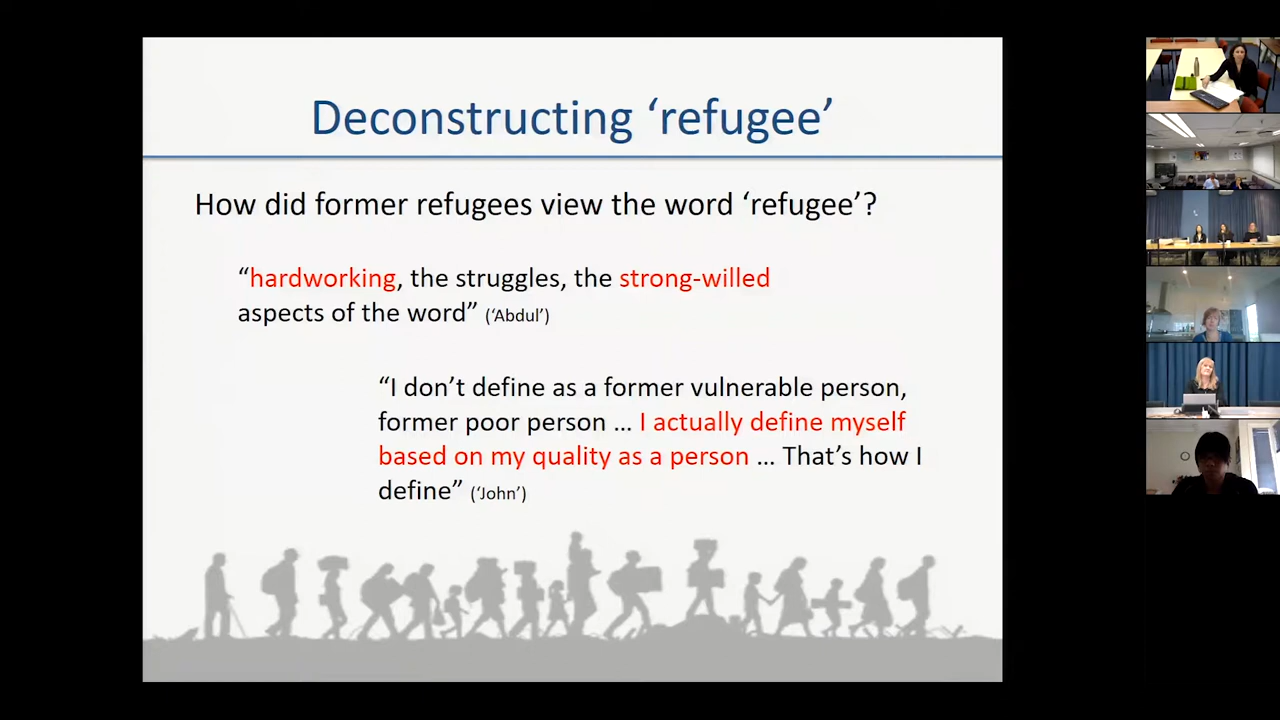 Deconstructing ‘refugee’
How did former refugees view the word ‘refugee’?
“hardworking, the struggles, the strong-willed
aspects of the word” (‘Abdul’)
“I don’t define as a former vulnerable person,
former poor person ... I actually define myself
based on my quality as a person ... That’s how I
define” (‘John’)